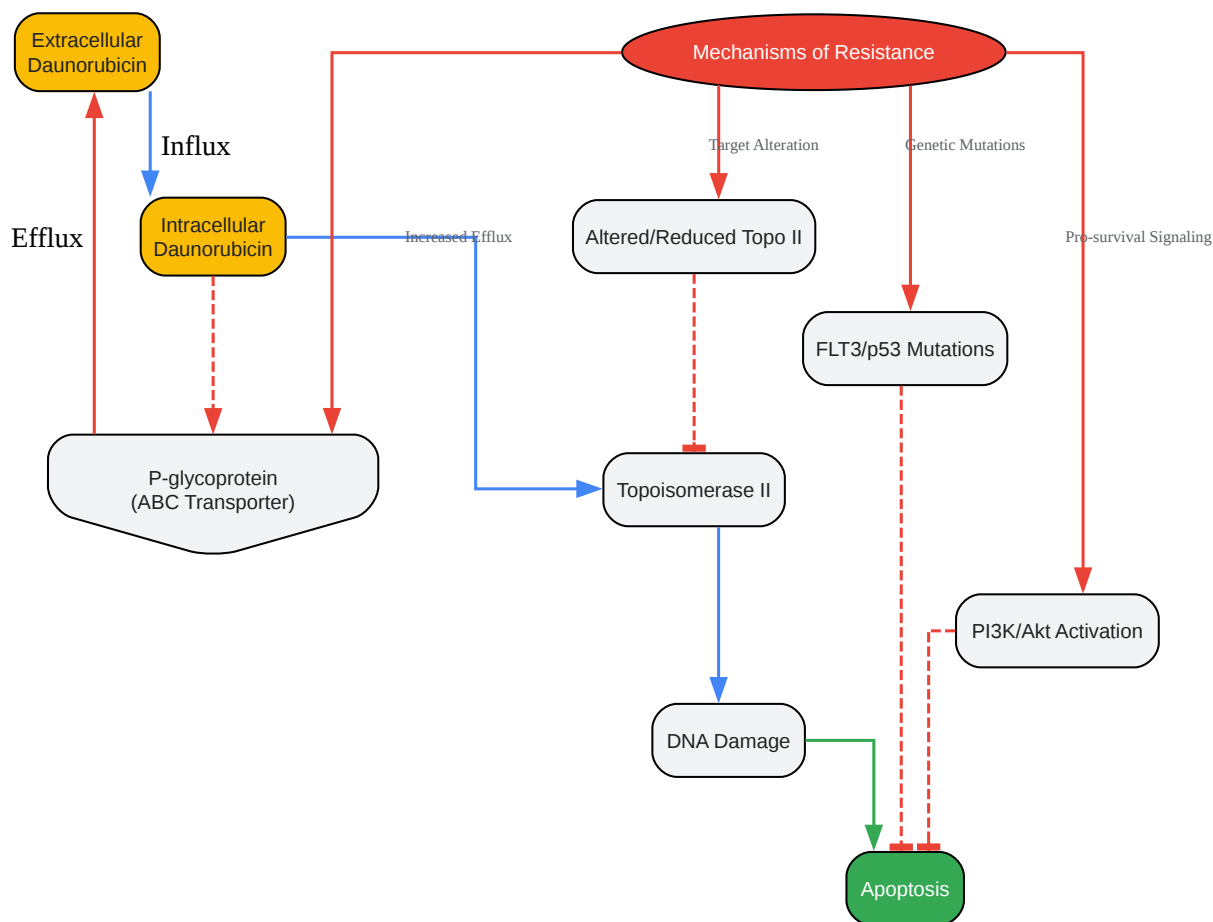 Extracellular
Daunorubicin
Mechanisms of Resistance
Influx
Target Alteration
Genetic Mutations
Efflux
Intracellular
Daunorubicin
Increased Efflux
Altered/Reduced Topo II
Pro-survival Signaling
FLT3/p53 Mutations
P-glycoprotein
(ABC Transporter)
Topoisomerase II
PI3K/Akt Activation
DNA Damage
Apoptosis